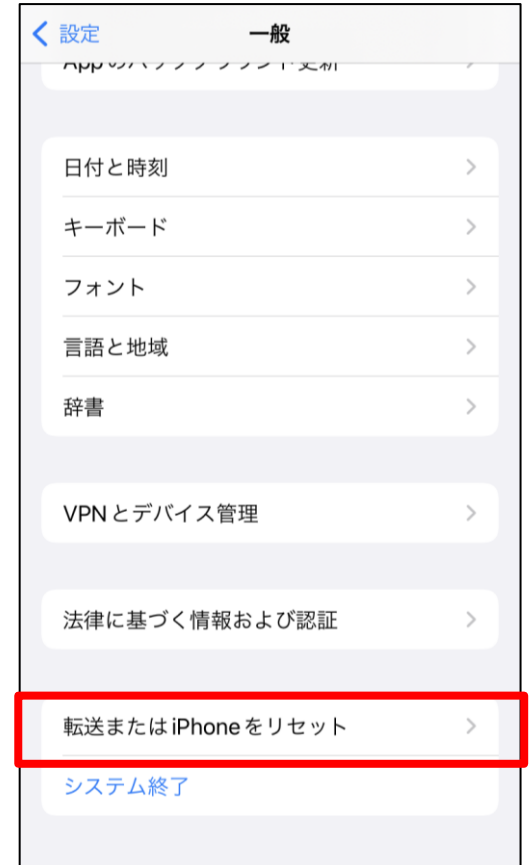 設定
一般
日付と時刻
キーボード
フォント
言語と地域
辞書
VPNとデバイス管理
法律に基づく情報および認証
転送またはiPhoneをリセット
システム終了